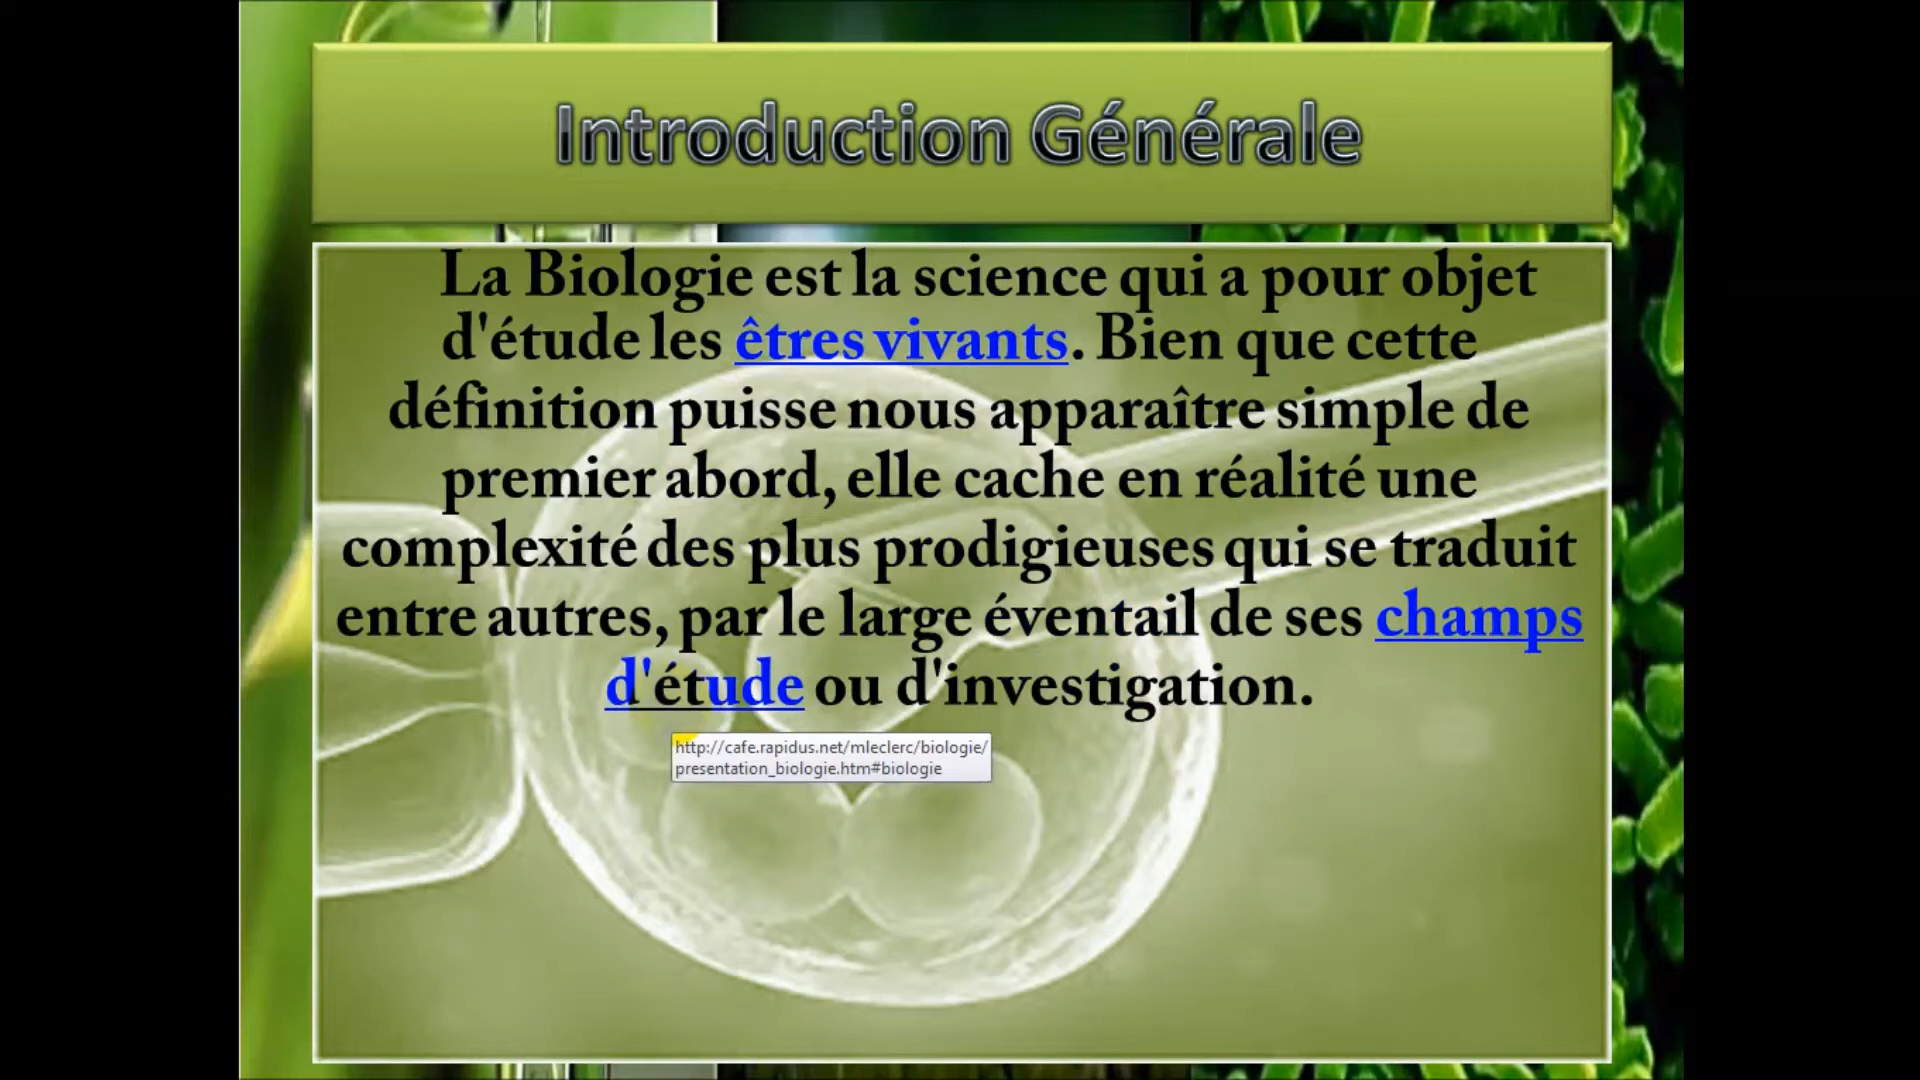 Introduction Générale
La Biologie est la science qui a pour objet
d'étude les êtres vivants. Bien que cette
définition puisse nous apparaître simple de
premier abord, elle cache en réalité une
complexité des plus prodigieuses qui se traduit
entre autres, par le large éventail de ses champs
d'étude ou d'investigation.
http://cafe.rapidus.net/mleclerc/biologie/
presentation_biologie.htm#biologie